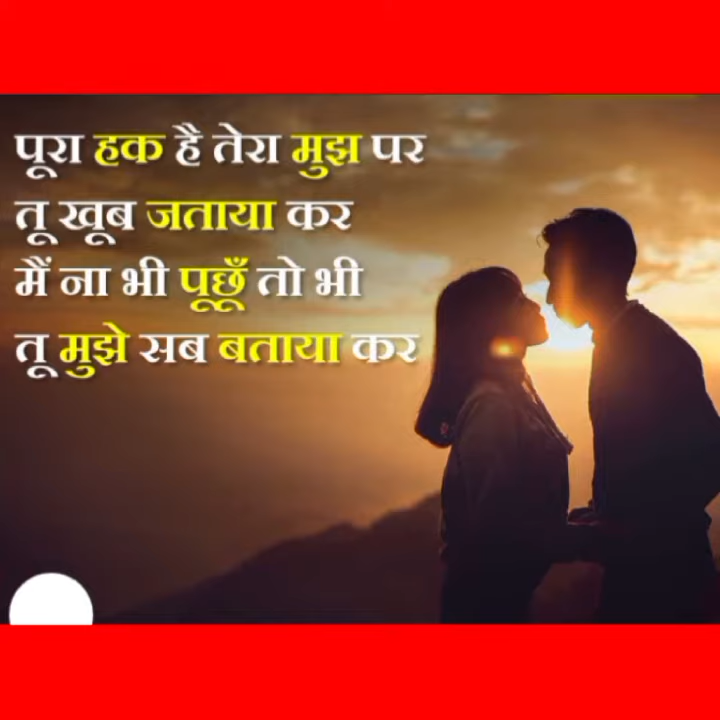 पूरा हक है तेरा मुझ पर
तू खूब जताया कर
मैं ना भी पूछूँ तो भी
तू मुझे सब बताया कर